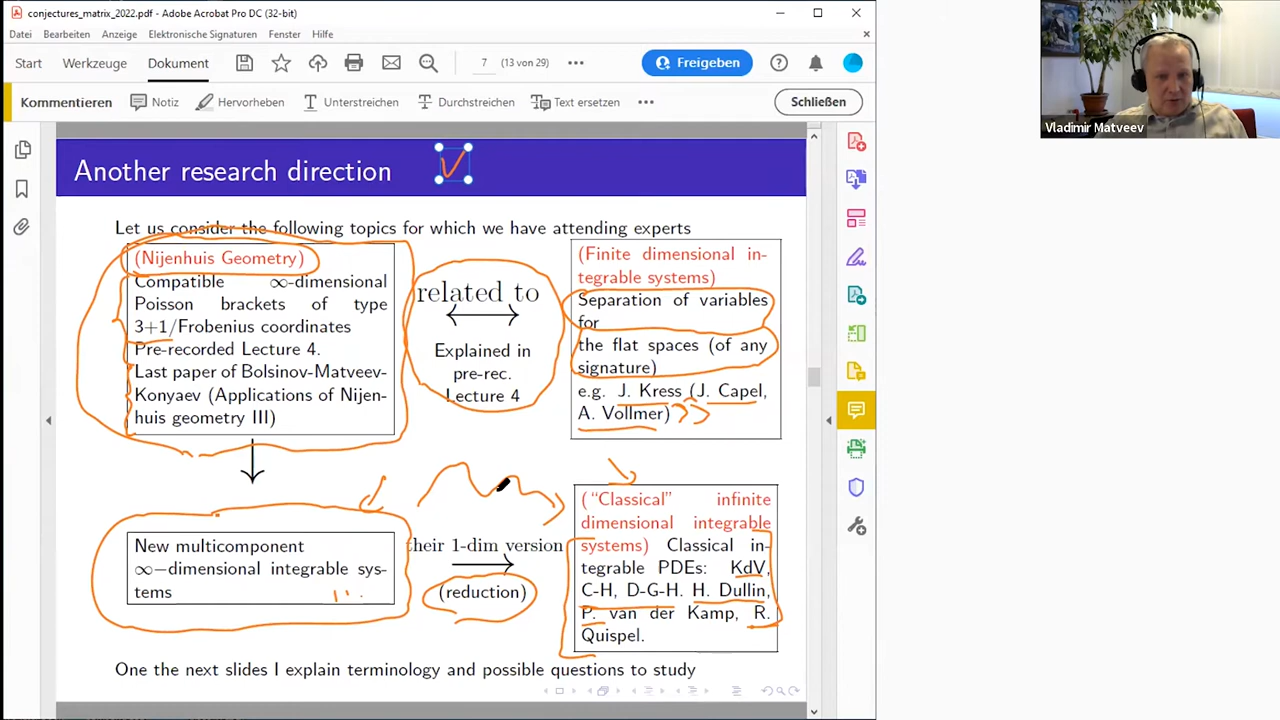 conjectures_matrix_2022.pdf - Adobe Acrobat Pro DC (32-bit)
Datei Bearbeiten Anzeige Elektronische Signaturen Fenster Hilfe
Start Werkzeuge Dokument 7 (13 von 29) Freigeben
Kommentieren Notiz Hervorheben Unterstreichen Durchstreichen Text ersetzen Schließen
Vladimir Matveev
Another research direction
Let us consider the following topics for which we have attending experts
(Nijenhuis Geometry)
Compatible ∞-dimensional
Poisson brackets of type
3+1/Frobenius coordinates
Pre-recorded Lecture 4.
Last paper of Bolsinov-Matveev-
Konyaev (Applications of Nijen-
huis geometry III)
related to
Explained in
pre-rec.
Lecture 4
(Finite dimensional in-
tegrable systems)
Separation of variables
for
the flat spaces (of any
signature)
e.g. J. Kress (J. Capel,
A. Vollmer)
New multicomponent
∞−dimensional integrable sys-
tems
their 1-dim version
(reduction)
("Classical" infinite
dimensional integrable
systems) Classical in-
tegrable PDEs: KdV,
C-H, D-G-H. H. Dullin,
P. van der Kamp, R.
Quispel.
One the next slides I explain terminology and possible questions to study